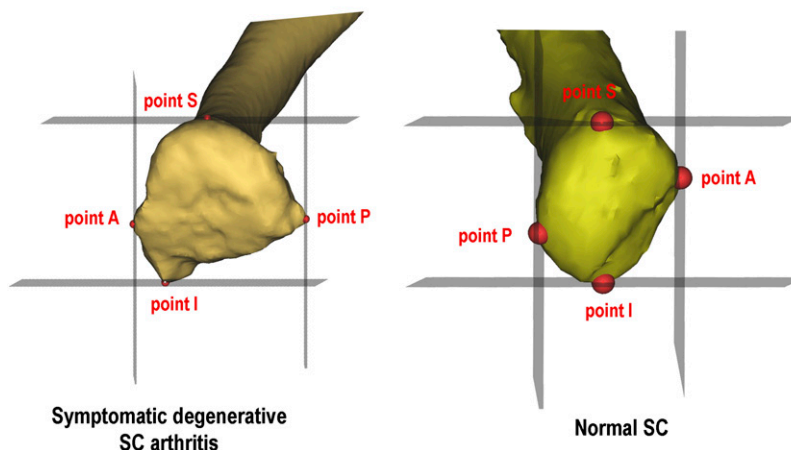 point S
point A
point P
point I
Symptomatic degenerative
SC arthritis
point S
point A
point P
point I
Normal SC